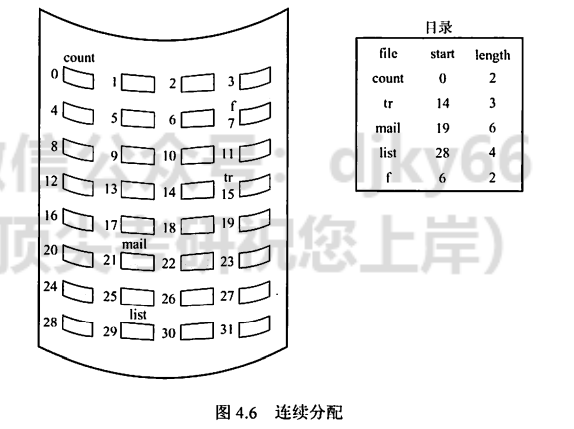 目录
file start length
count 0 2
tr 14 3
mail 19 6
list 28 4
f 6 2
count
0 1 2 3
f
4 5 6 7
8 9 10 11
tr
12 13 14 15
16 17 18 19
mail
20 21 22 23
24 25 26 27
list
28 29 30 31
微信公众号：djky66
（顶尖考研祝您上岸）
图 4.6 连续分配